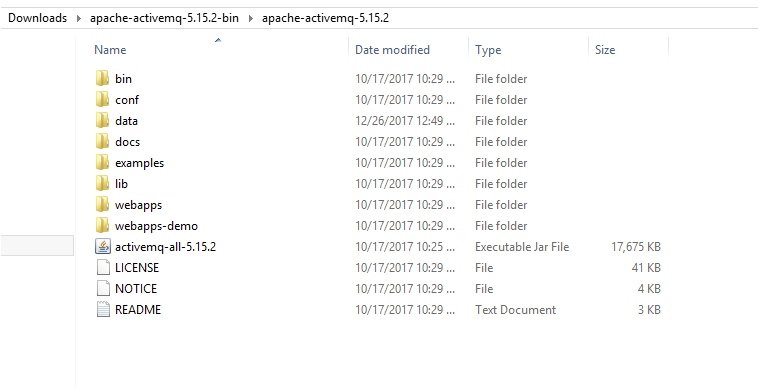 Downloads apache-activemq-5.15.2-bin apache-activemq-5.15.2
Name Date modified Type Size
bin 10/17/2017 10:29 ... File folder
conf 10/17/2017 10:29 ... File folder
data 12/26/2017 12:49 ... File folder
docs 10/17/2017 10:29 ... File folder
examples 10/17/2017 10:29 ... File folder
lib 10/17/2017 10:29 ... File folder
webapps 10/17/2017 10:29 ... File folder
webapps-demo 10/17/2017 10:29 ... File folder
activemq-all-5.15.2 10/17/2017 10:25 ... Executable Jar File 17,675 KB
LICENSE 10/17/2017 10:29 ... File 41 KB
NOTICE 10/17/2017 10:29 ... File 4 KB
README 10/17/2017 10:29 ... Text Document 3 KB